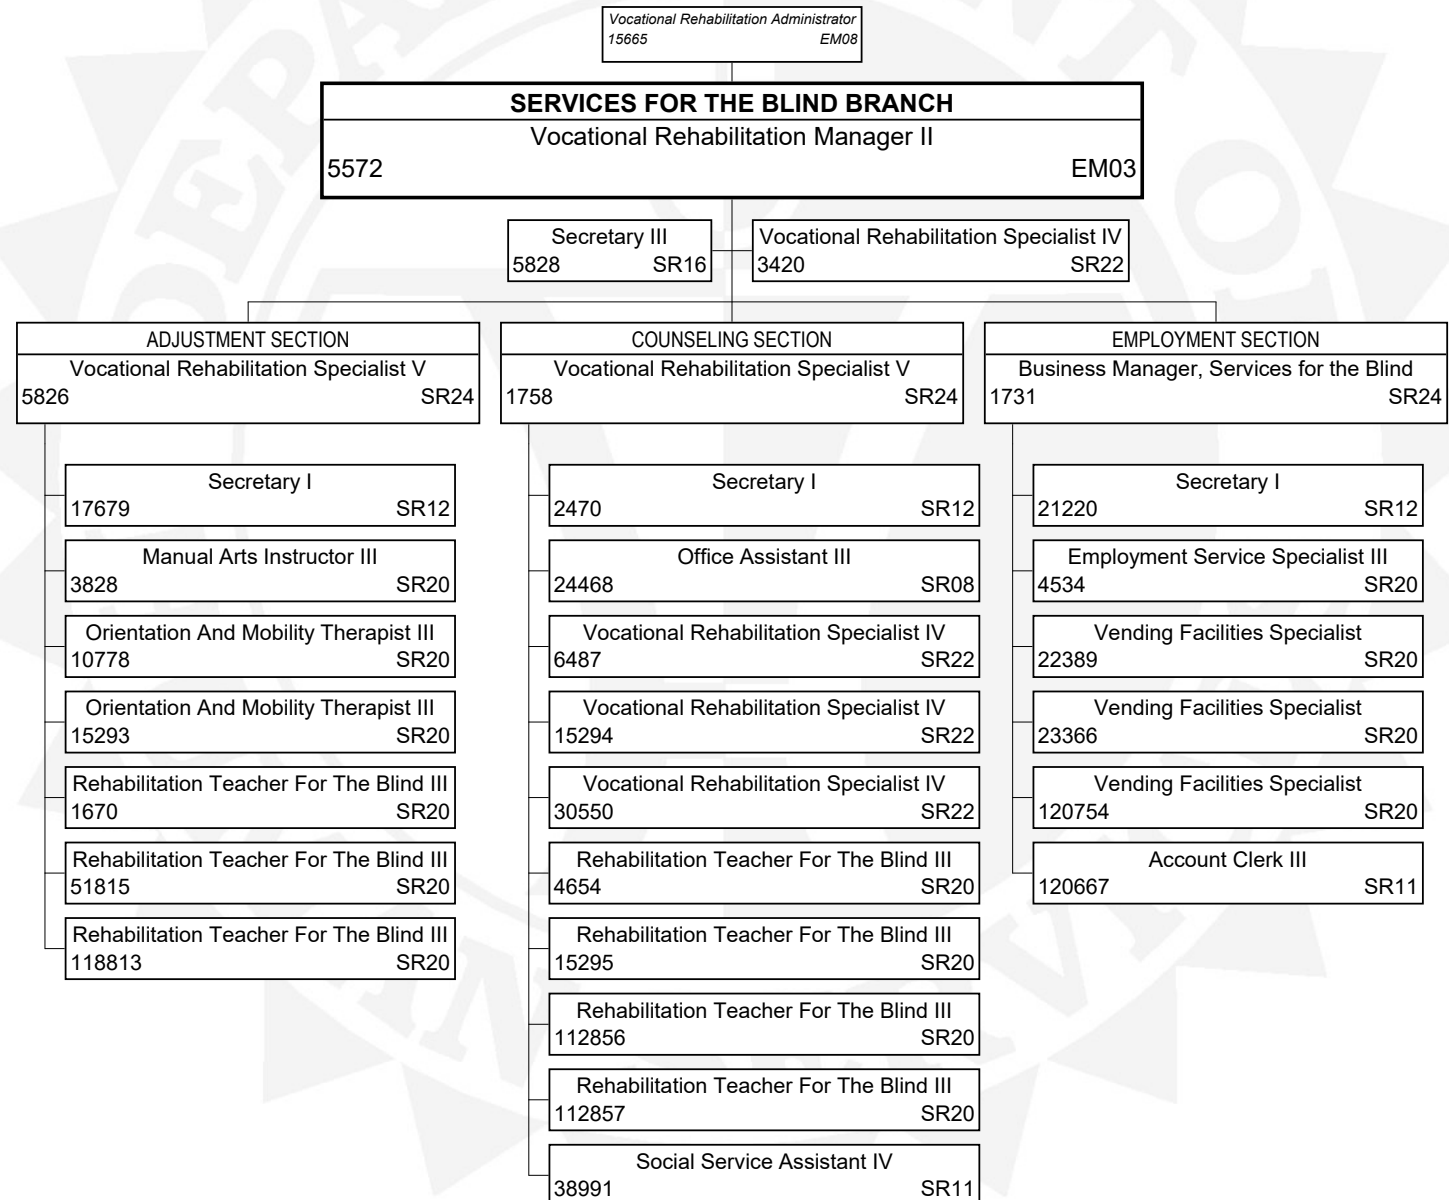 Vocational Rehabilitation Administrator
15665 EM08
SERVICES FOR THE BLIND BRANCH
Vocational Rehabilitation Manager II
5572 EM03
Secretary III
5828 SR16
Vocational Rehabilitation Specialist IV
3420 SR22
ADJUSTMENT SECTION
Vocational Rehabilitation Specialist V
5826 SR24
Secretary I
17679 SR12
Manual Arts Instructor III
3828 SR20
Orientation And Mobility Therapist III
10778 SR20
Orientation And Mobility Therapist III
15293 SR20
Rehabilitation Teacher For The Blind III
1670 SR20
Rehabilitation Teacher For The Blind III
51815 SR20
Rehabilitation Teacher For The Blind III
118813 SR20
COUNSELING SECTION
Vocational Rehabilitation Specialist V
1758 SR24
Secretary I
2470 SR12
Office Assistant III
24468 SR08
Vocational Rehabilitation Specialist IV
6487 SR22
Vocational Rehabilitation Specialist IV
15294 SR22
Vocational Rehabilitation Specialist IV
30550 SR22
Rehabilitation Teacher For The Blind III
4654 SR20
Rehabilitation Teacher For The Blind III
15295 SR20
Rehabilitation Teacher For The Blind III
112856 SR20
Rehabilitation Teacher For The Blind III
112857 SR20
Social Service Assistant IV
38991 SR11
EMPLOYMENT SECTION
Business Manager, Services for the Blind
1731 SR24
Secretary I
21220 SR12
Employment Service Specialist III
4534 SR20
Vending Facilities Specialist
22389 SR20
Vending Facilities Specialist
23366 SR20
Vending Facilities Specialist
120754 SR20
Account Clerk III
120667 SR11